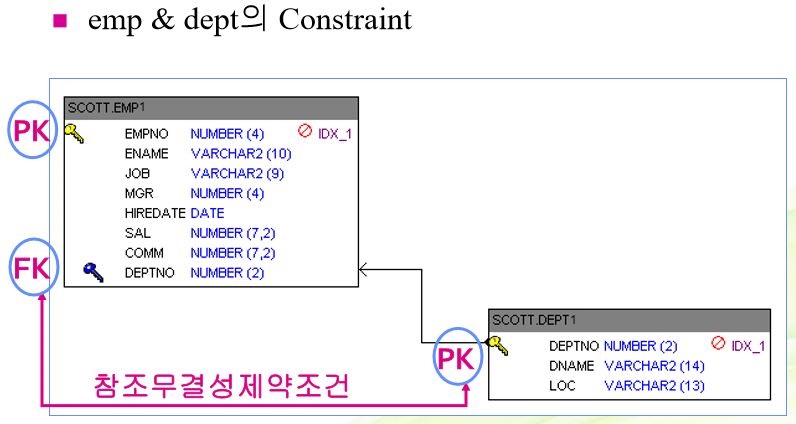 emp & dept의 Constraint
SCOTT.EMP1
PK
EMPNO NUMBER (4) IDX_1
ENAME VARCHAR2 (10)
JOB VARCHAR2 (9)
MGR NUMBER (4)
HIREDATE DATE
SAL NUMBER (7,2)
COMM NUMBER (7,2)
FK
DEPTNO NUMBER (2)
SCOTT.DEPT1
PK
DEPTNO NUMBER (2) IDX_1
DNAME VARCHAR2 (14)
LOC VARCHAR2 (13)
참조무결성제약조건